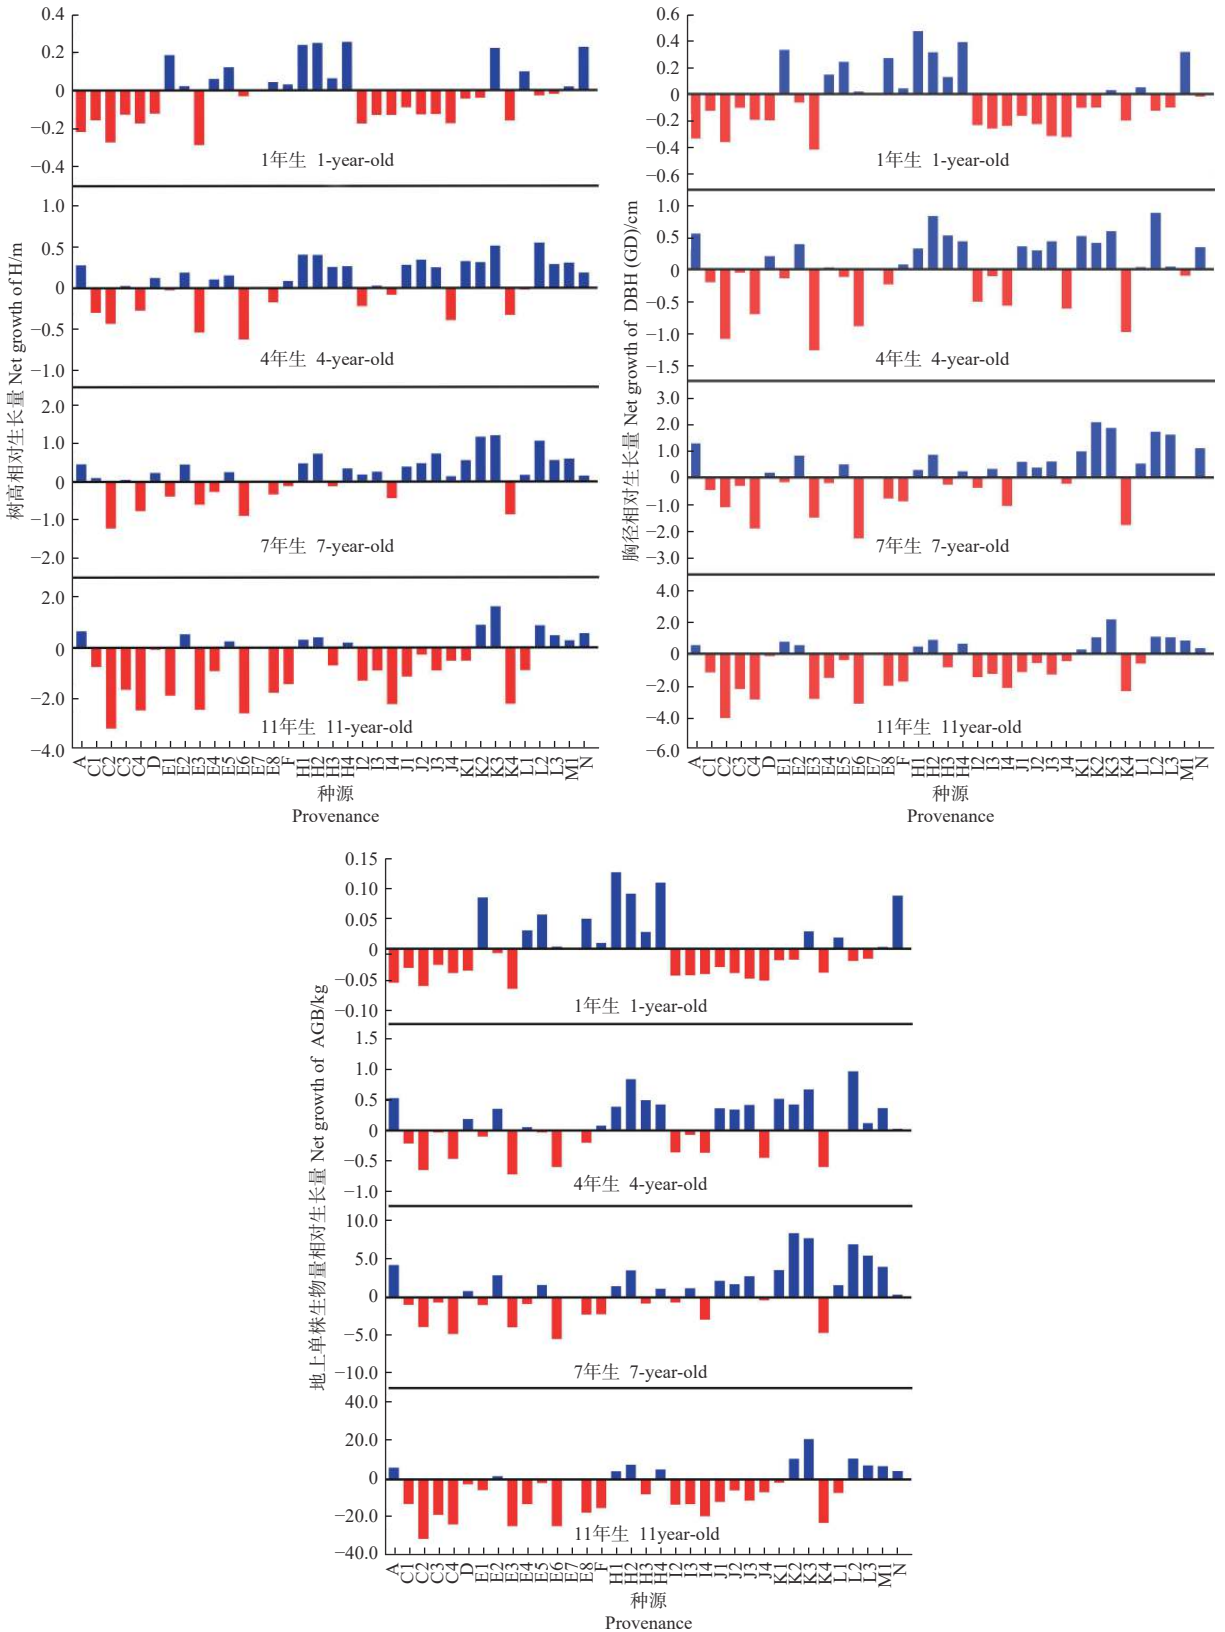 树高相对生长量 Net growth of H/m
0.4
0.2
0
−0.2
−0.4
1年生 1-year-old
1.0
0.5
0
−0.5
−1.0
4年生 4-year-old
2.0
1.0
0
−1.0
−2.0
7年生 7-year-old
2.0
0
−2.0
−4.0
11年生 11-year-old
A C1 C2 C3 C4 D E1 E2 E3 E4 E5 E6 E7 E8 F H1 H2 H3 H4 I2 I3 I4 J1 J2 J3 J4 K1 K2 K3 K4 L1 L2 L3 M1 N
种源
Provenance
胸径相对生长量 Net growth of DBH (GD)/cm
0.6
0.4
0.2
0
−0.2
−0.4
−0.6
1年生 1-year-old
1.0
0.5
0
−0.5
−1.0
−1.5
4年生 4-year-old
3.0
2.0
1.0
0
−1.0
−2.0
−3.0
7年生 7-year-old
4.0
2.0
0
−2.0
−4.0
−6.0
11年生 11year-old
A C1 C2 C3 C4 D E1 E2 E3 E4 E5 E6 E7 E8 F H1 H2 H3 H4 I2 I3 I4 J1 J2 J3 J4 K1 K2 K3 K4 L1 L2 L3 M1 N
种源
Provenance
地上单株生物量相对生长量 Net growth of AGB/kg
0.15
0.10
0.05
0
−0.05
−0.10
1年生 1-year-old
1.5
1.0
0.5
0
−0.5
−1.0
4年生 4-year-old
10.0
5.0
0
−5.0
−10.0
7年生 7-year-old
40.0
20.0
0
−20.0
−40.0
11年生 11year-old
A C1 C2 C3 C4 D E1 E2 E3 E4 E5 E6 E7 E8 F H1 H2 H3 H4 I2 I3 I4 J1 J2 J3 J4 K1 K2 K3 K4 L1 L2 L3 M1 N
种源
Provenance